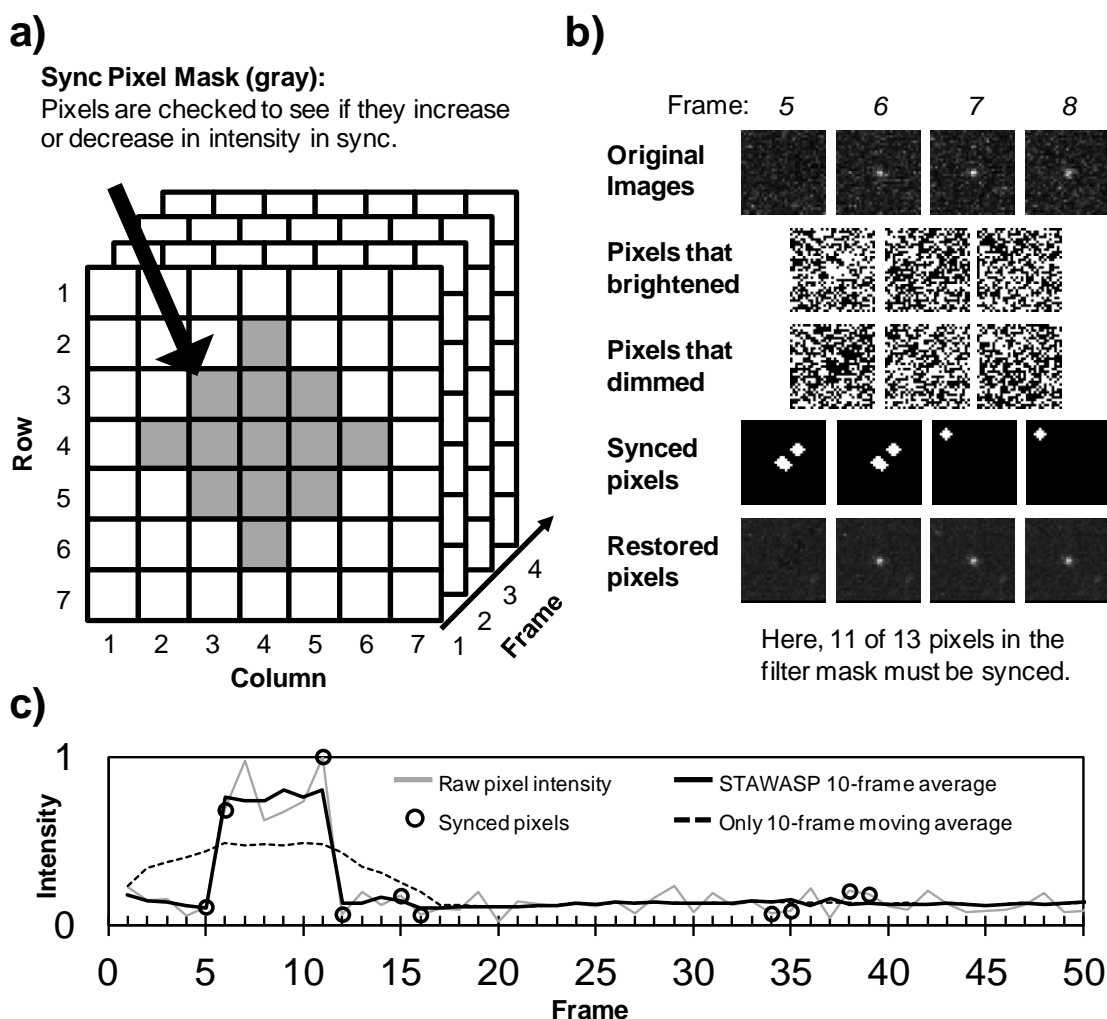 a)
Sync Pixel Mask (gray):
Pixels are checked to see if they increase
or decrease in intensity in sync.
Row
1
2
3
4
5
6
7
1 2 3 4 5 6 7
Column
1 2 3 4
Frame
b)
Frame: 5 6 7 8
Original
Images
Pixels that
brightened
Pixels that
dimmed
Synced
pixels
Restored
pixels
Here, 11 of 13 pixels in the
filter mask must be synced.
c)
Intensity
1
0
Raw pixel intensity
Synced pixels
STAWASP 10-frame average
Only 10-frame moving average
0 5 10 15 20 25 30 35 40 45 50
Frame